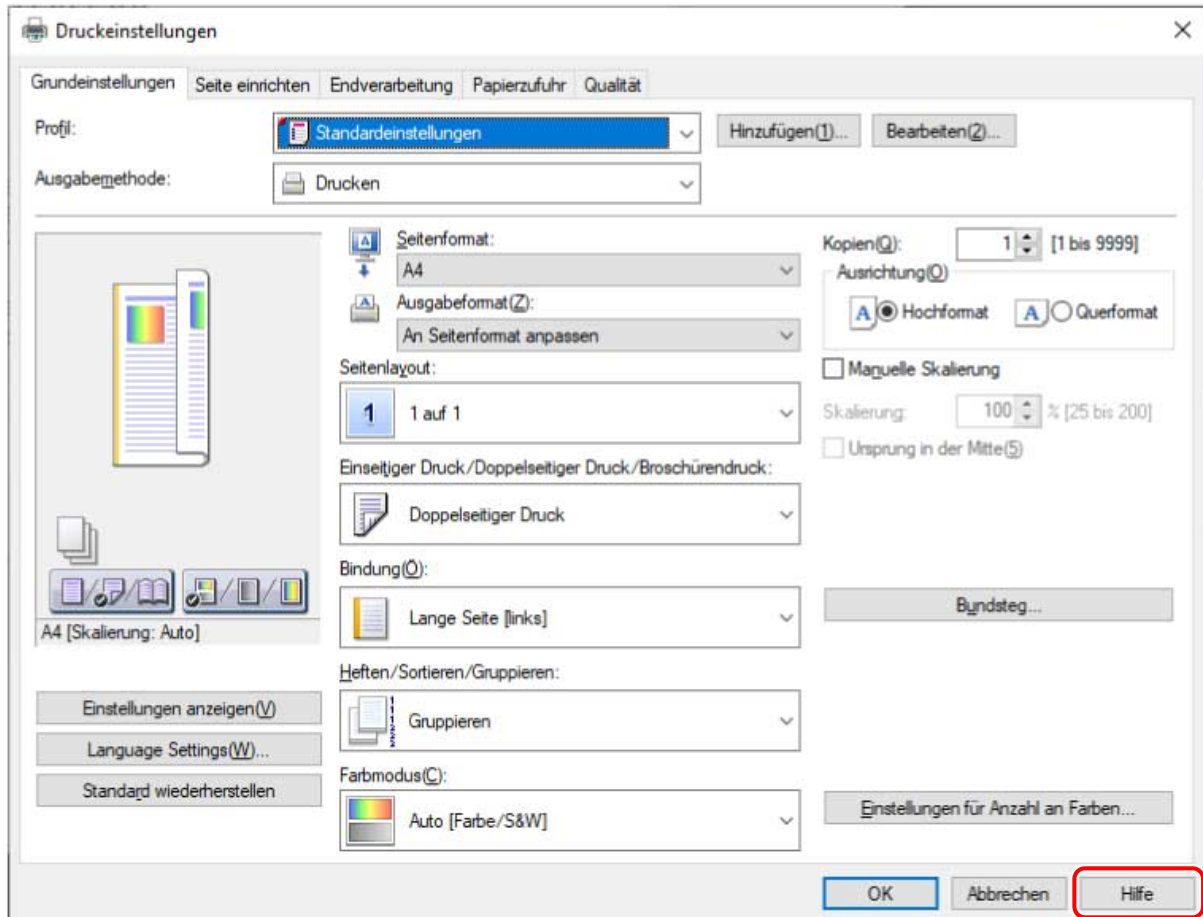 Druckeinstellungen
Grundeinstellungen Seite einrichten Endverarbeitung Papierzufuhr Qualität
Profil: Standardeinstellungen Hinzufügen(1)... Bearbeiten(2)...
Ausgabemethode: Drucken
Seitenformat:
A4
Ausgabeformat(Z):
An Seitenformat anpassen
Seitenlayout:
1 1 auf 1
Einseitiger Druck/Doppelseitiger Druck/Broschürendruck:
Doppelseitiger Druck
Bindung(Ö):
Lange Seite [links]
Heften/Sortieren/Gruppieren:
Gruppieren
Farbmodus(C):
Auto [Farbe/S&W]
Kopien(Q): 1 [1 bis 9999]
Ausrichtung(O)
A Hochformat A Querformat
Manuelle Skalierung
Skalierung: 100 % [25 bis 200]
Ursprung in der Mitte(5)
Bundsteg...
Einstellungen für Anzahl an Farben...
A4 [Skalierung: Auto]
Einstellungen anzeigen(V)
Language Settings(W)...
Standard wiederherstellen
OK Abbrechen Hilfe